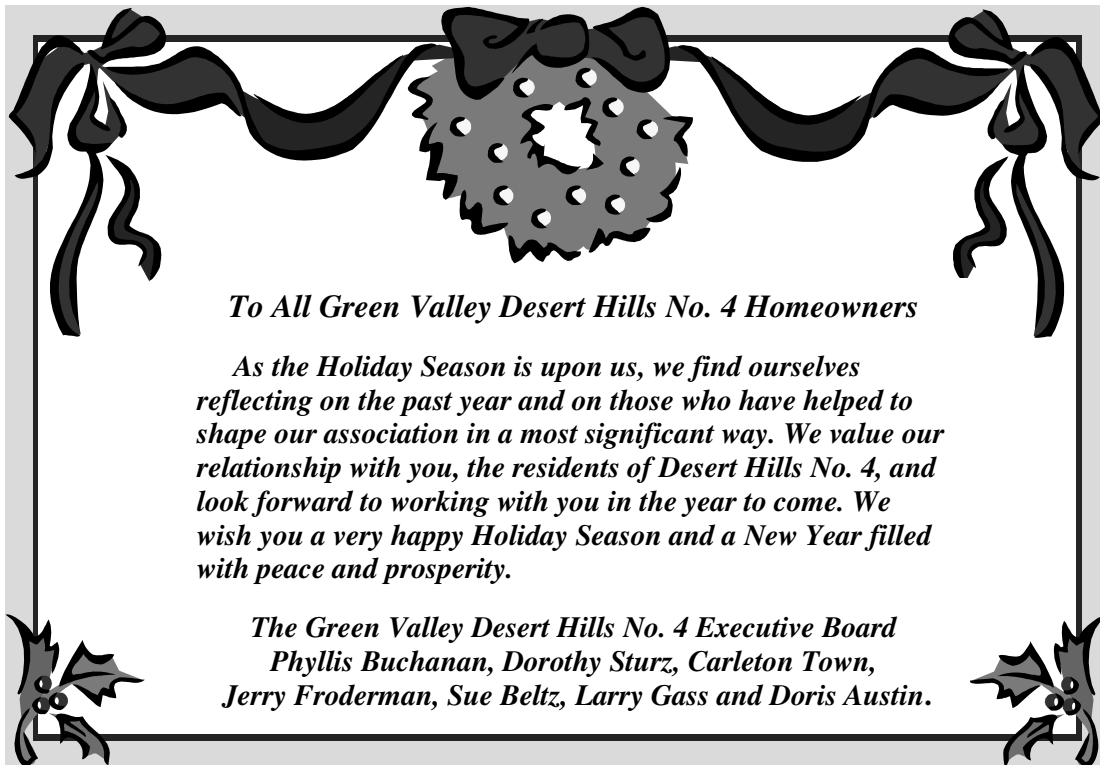 To All Green Valley Desert Hills No. 4 Homeowners
As the Holiday Season is upon us, we find ourselves
reflecting on the past year and on those who have helped to
shape our association in a most significant way. We value our
relationship with you, the residents of Desert Hills No. 4, and
look forward to working with you in the year to come. We
wish you a very happy Holiday Season and a New Year filled
with peace and prosperity.
The Green Valley Desert Hills No. 4 Executive Board
Phyllis Buchanan, Dorothy Sturz, Carleton Town,
Jerry Froderman, Sue Beltz, Larry Gass and Doris Austin.